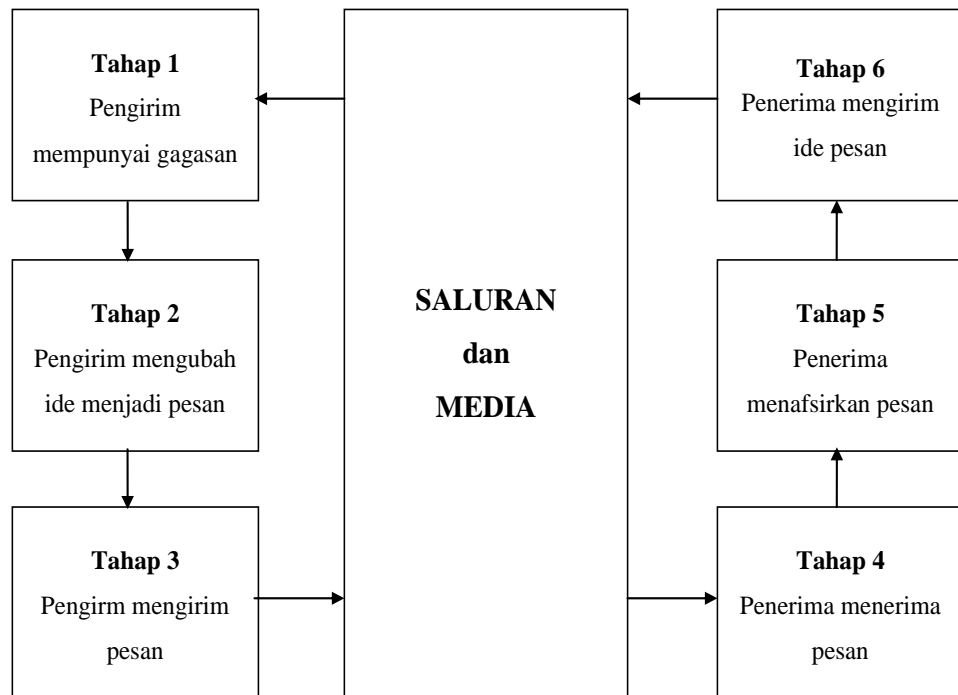 Tahap 1
Pengirim
mempunyai gagasan
Tahap 2
Pengirim mengubah
ide menjadi pesan
Tahap 3
Pengirm mengirim
pesan
SALURAN
dan
MEDIA
Tahap 6
Penerima mengirim
ide pesan
Tahap 5
Penerima
menafsirkan pesan
Tahap 4
Penerima menerima
pesan